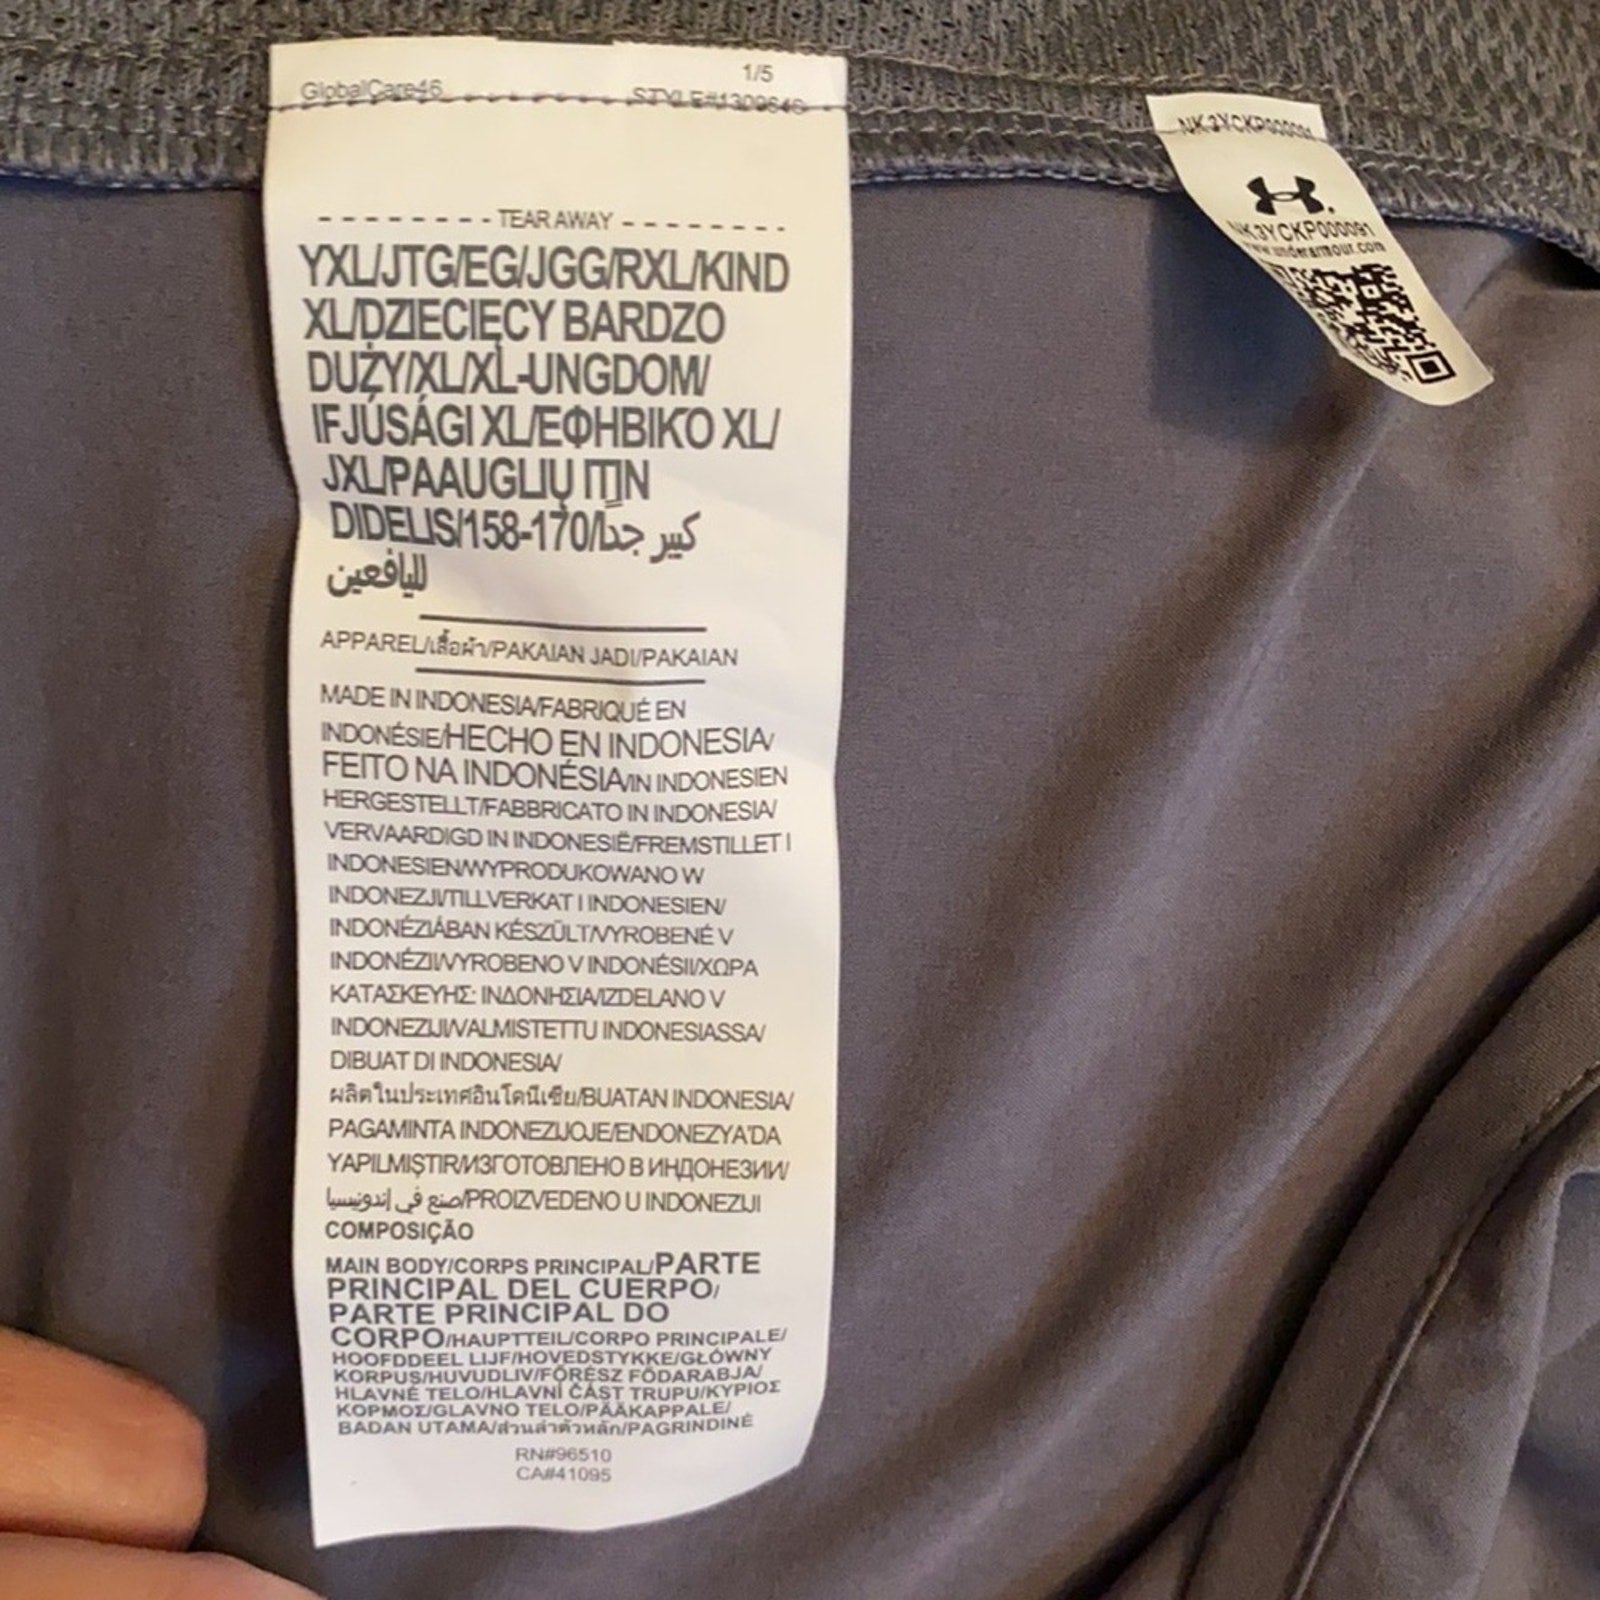 GlobalCare46
1/5
STYLE#1309646
TEAR AWAY
YXL/JTG/EG/JGG/RXL/KIND
XL/DZIECIĘCY BARDZO
DUŻY/XL/XL-UNGDOM/
IFJÚSÁGI XL/ΕΦΗΒΙΚΟ XL/
JXL/PAAUGLIŲ ITIN
DIDELIS/158-170/كبير جداً
لليافعين
APPAREL/เสื้อผ้า/PAKAIAN JADI/PAKAIAN
MADE IN INDONESIA/FABRIQUÉ EN
INDONÉSIE/HECHO EN INDONESIA/
FEITO NA INDONÉSIA/IN INDONESIEN
HERGESTELLT/FABBRICATO IN INDONESIA/
VERVAARDIGD IN INDONESIË/FREMSTILLET I
INDONESIEN/WYPRODUKOWANO W
INDONEZJI/TILLVERKAT I INDONESIEN/
INDONÉZIÁBAN KÉSZÜLT/VYROBENÉ V
INDONÉZII/VYROBENO V INDONÉSII/ΧΩΡΑ
ΚΑΤΑΣΚΕΥΗΣ: ΙΝΔΟΝΗΣΙΑ/IZDELANO V
INDONEZIJI/VALMISTETTU INDONESIASSA/
DIBUAT DI INDONESIA/
ผลิตในประเทศอินโดนีเซีย/BUATAN INDONESIA/
PAGAMINTA INDONEZIJOJE/ENDONEZYA'DA
YAPILMIŞTIR/ИЗГОТОВЛЕНО В ИНДОНЕЗИИ/
صنع في إندونيسيا/PROIZVEDENO U INDONEZIJI
COMPOSIÇÃO
MAIN BODY/CORPS PRINCIPAL/PARTE
PRINCIPAL DEL CUERPO/
PARTE PRINCIPAL DO
CORPO/HAUPTTEIL/CORPO PRINCIPALE/
HOOFDDEEL LIJF/HOVEDSTYKKE/GŁÓWNY
KORPUS/HUVUDLIV/FŐRÉSZ FŐDARABJA/
HLAVNÉ TELO/HLAVNÍ ČÁST TRUPU/ΚΥΡΙΟΣ
ΚΟΡΜΟΣ/GLAVNO TELO/PÄÄKAPPALE/
BADAN UTAMA/ส่วนลำตัวหลัก/PAGRINDINĖ
RN#96510
CA#41095
NK3YCKP000091
NK3YCKP000091
www.underarmour.com